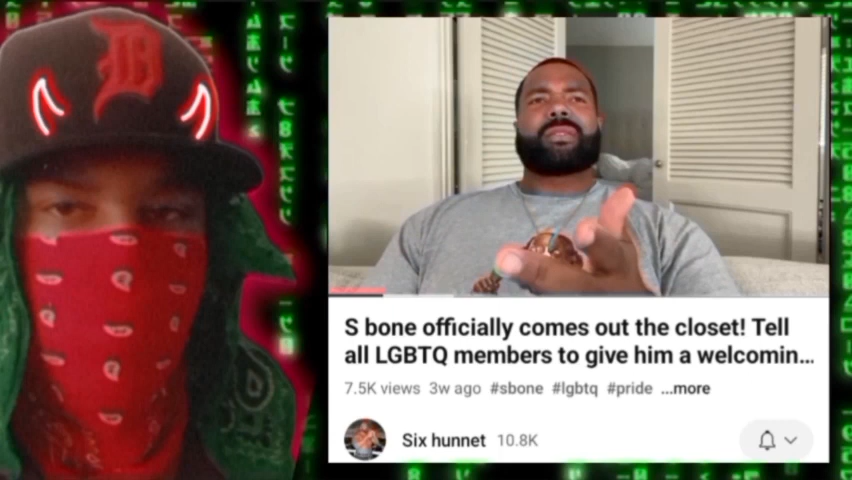 D
S bone officially comes out the closet! Tell
all LGBTQ members to give him a welcomin...
7.5K views 3w ago #sbone #lgbtq #pride ...more
Six hunnet 10.8K